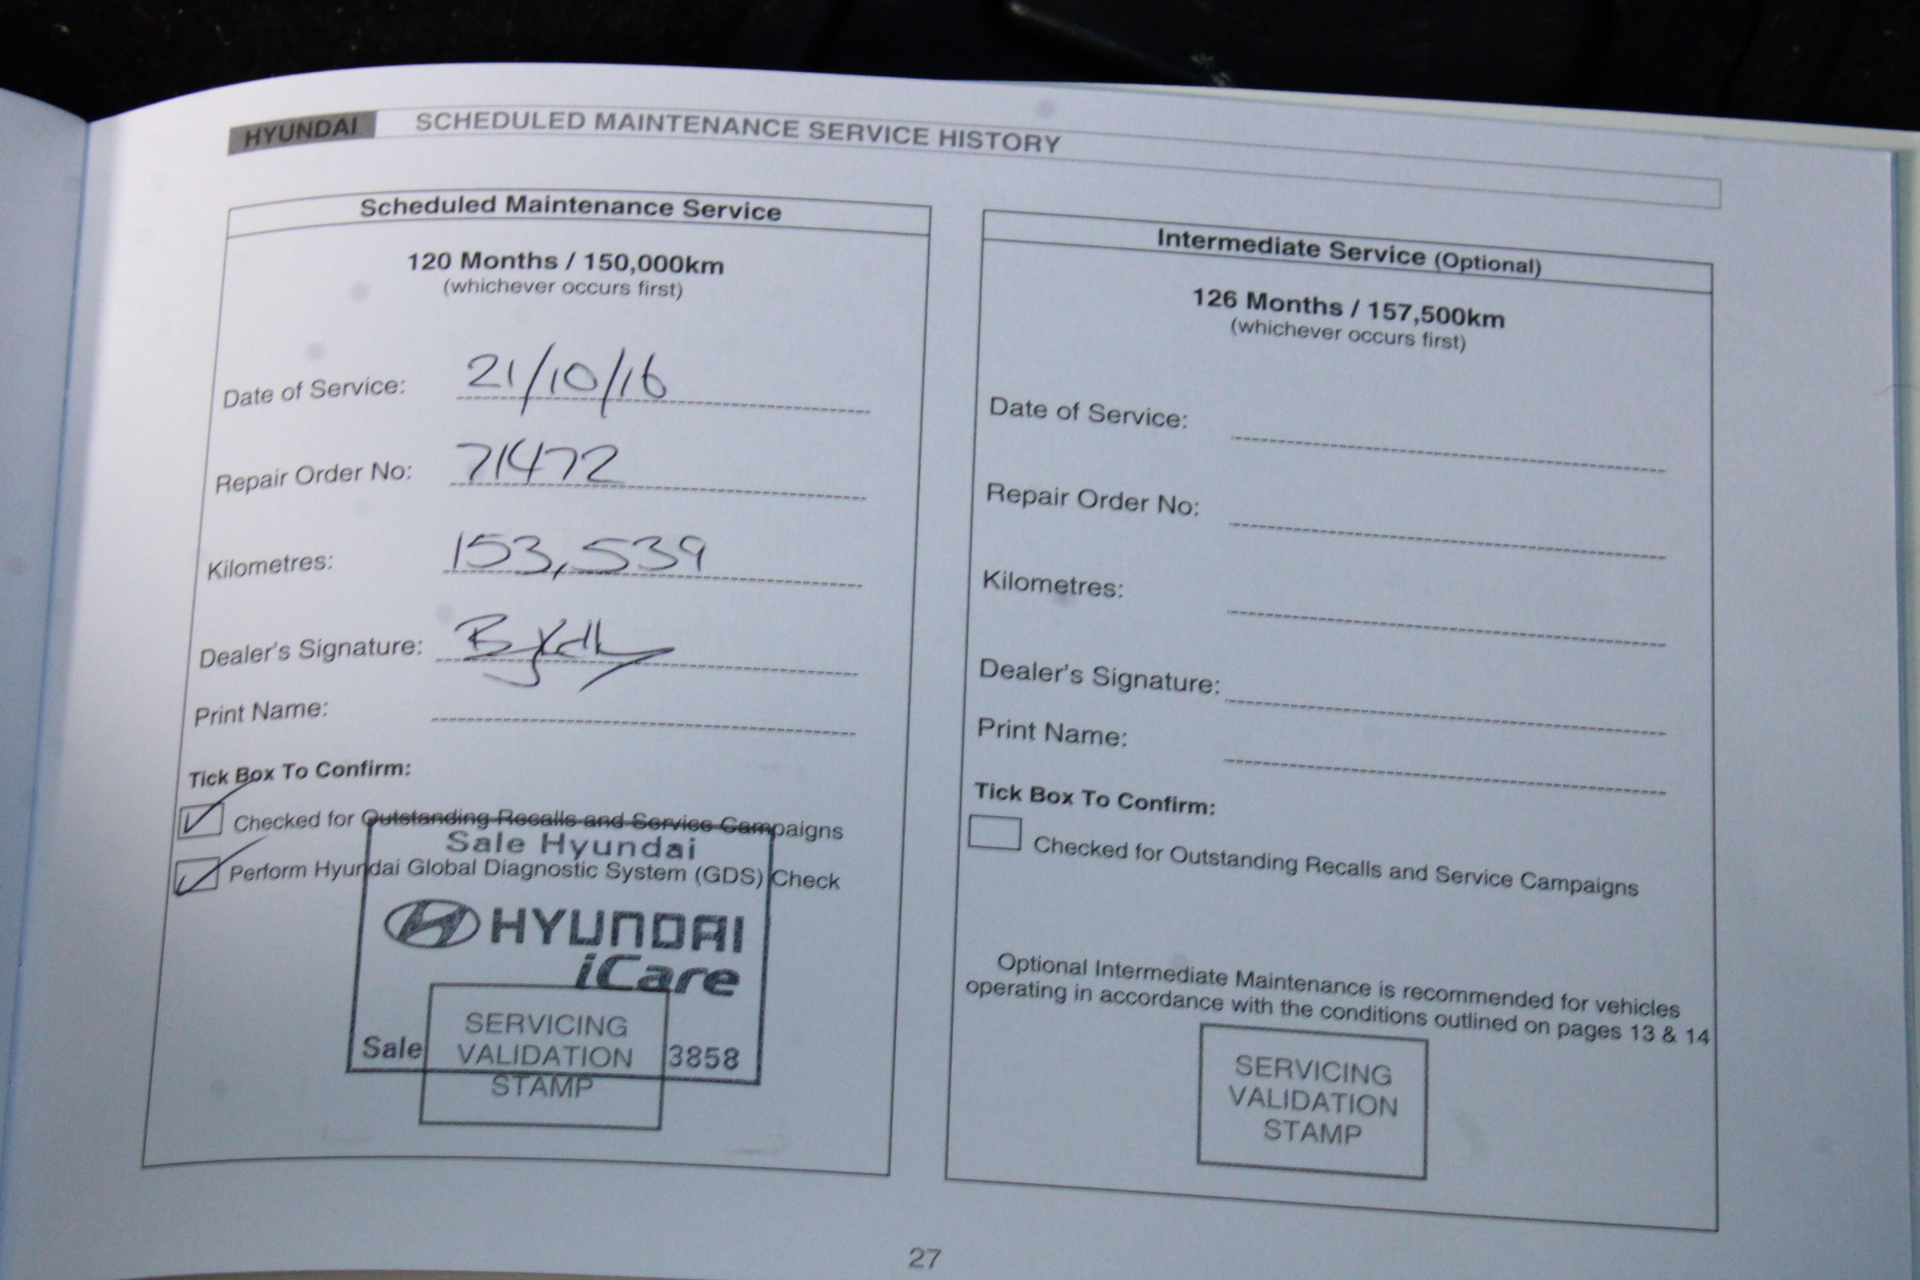 HYUNDAI SCHEDULED MAINTENANCE SERVICE HISTORY
Scheduled Maintenance Service
120 Months / 150,000km
(whichever occurs first)
Date of Service: 21/10/16
Repair Order No: 71472
Kilometres: 153,539
Dealer's Signature:
Print Name:
Tick Box To Confirm:
Checked for Outstanding Recalls and Service Campaigns
Sale Hyundai
Perform Hyundai Global Diagnostic System (GDS) Check
HYUNDAI
iCare
Sale 3858
SERVICING
VALIDATION
STAMP
Intermediate Service (Optional)
126 Months / 157,500km
(whichever occurs first)
Date of Service:
Repair Order No:
Kilometres:
Dealer's Signature:
Print Name:
Tick Box To Confirm:
Checked for Outstanding Recalls and Service Campaigns
Optional Intermediate Maintenance is recommended for vehicles
operating in accordance with the conditions outlined on pages 13 & 14
SERVICING
VALIDATION
STAMP
27